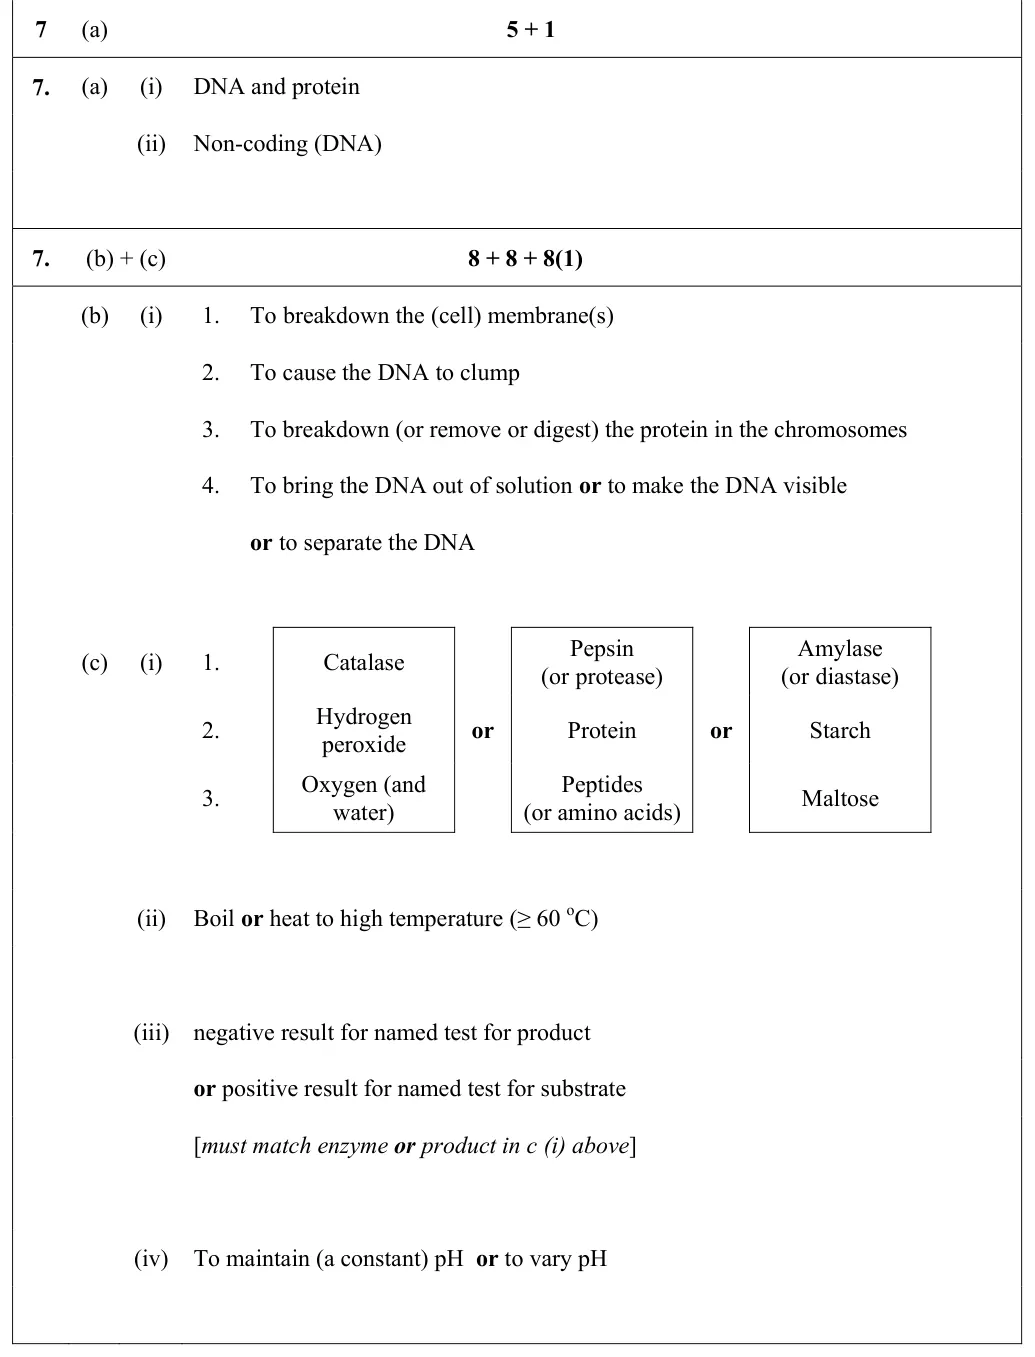 7 (a) 5 + 1
7. (a) (i) DNA and protein
(ii) Non-coding (DNA)
7. (b) + (c) 8 + 8 + 8(1)
(b) (i) 1. To breakdown the (cell) membrane(s)
2. To cause the DNA to clump
3. To breakdown (or remove or digest) the protein in the chromosomes
4. To bring the DNA out of solution or to make the DNA visible
or to separate the DNA
(c) (i) 1. Catalase Pepsin (or protease) Amylase (or diastase)
2. Hydrogen peroxide or Protein or Starch
3. Oxygen (and water) Peptides (or amino acids) Maltose
(ii) Boil or heat to high temperature (≥ 60 °C)
(iii) negative result for named test for product
or positive result for named test for substrate
[must match enzyme or product in c (i) above]
(iv) To maintain (a constant) pH or to vary pH